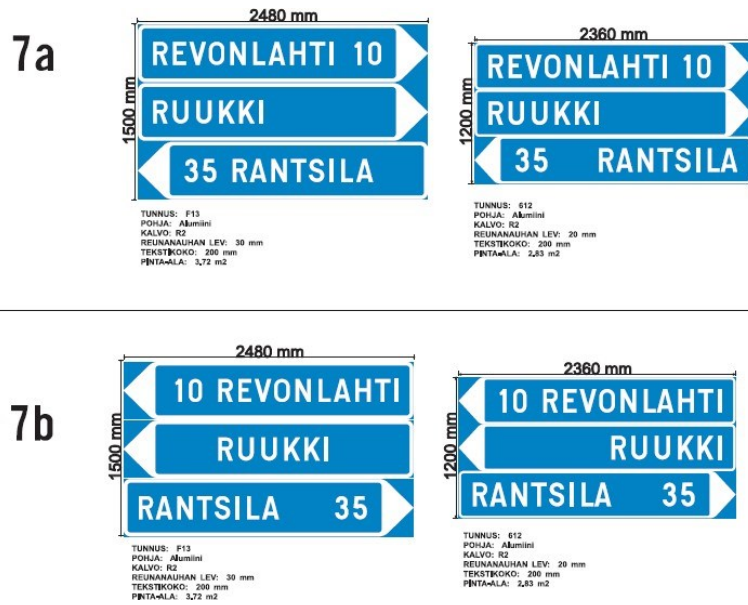 7a
2480 mm
1500 mm
REVONLAHTI 10
RUUKKI
35 RANTSILA
TUNNUS: F13
POHJA: Alumiini
KALVO: R2
REUNANAUHAN LEV: 30 mm
TEKSTIKOKO: 200 mm
PINTA-ALA: 3,72 m2
2360 mm
1200 mm
REVONLAHTI 10
RUUKKI
35 RANTSILA
TUNNUS: 612
POHJA: Alumiini
KALVO: R2
REUNANAUHAN LEV: 20 mm
TEKSTIKOKO: 200 mm
PINTA-ALA: 2,83 m2
7b
2480 mm
1500 mm
10 REVONLAHTI
RUUKKI
RANTSILA 35
TUNNUS: F13
POHJA: Alumiini
KALVO: R2
REUNANAUHAN LEV: 30 mm
TEKSTIKOKO: 200 mm
PINTA-ALA: 3,72 m2
2360 mm
1200 mm
10 REVONLAHTI
RUUKKI
RANTSILA 35
TUNNUS: 612
POHJA: Alumiini
KALVO: R2
REUNANAUHAN LEV: 20 mm
TEKSTIKOKO: 200 mm
PINTA-ALA: 2,83 m2